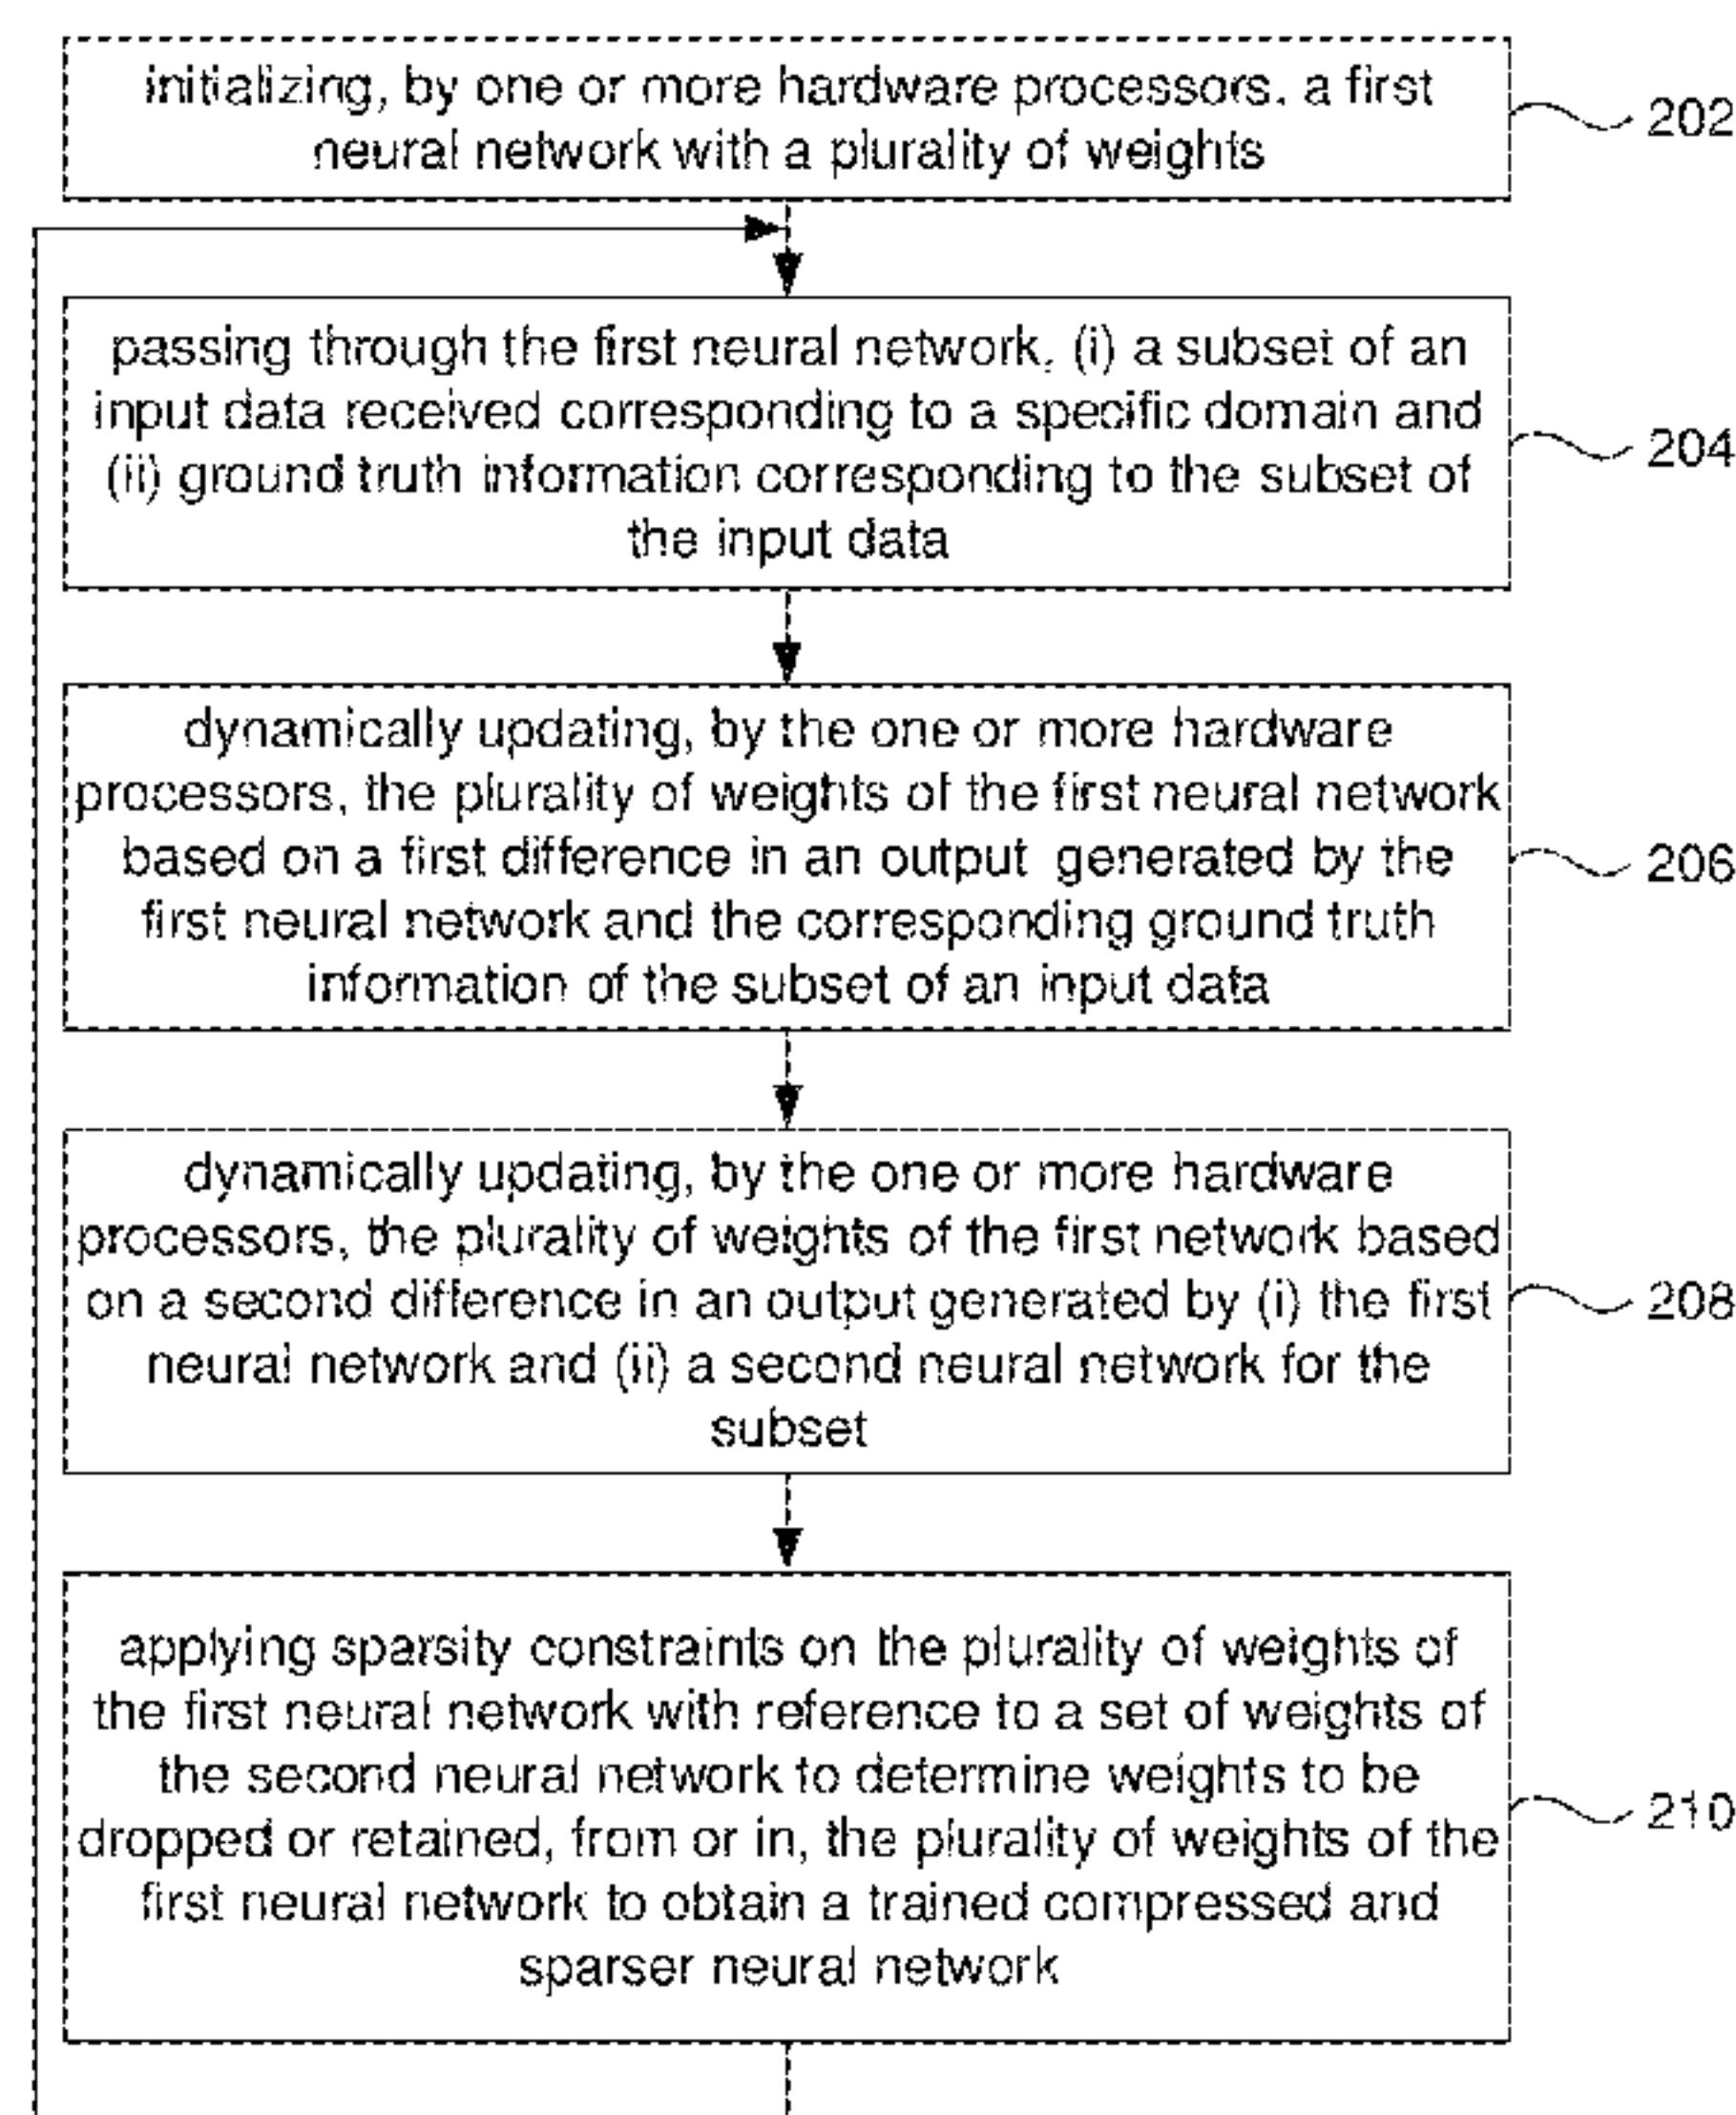 initializing, by one or more hardware processors, a first
neural network with a plurality of weights
202
passing through the first neural network, (i) a subset of an
input data received corresponding to a specific domain and
(ii) ground truth information corresponding to the subset of
the input data
204
dynamically updating, by the one or more hardware
processors, the plurality of weights of the first neural network
based on a first difference in an output generated by the
first neural network and the corresponding ground truth
information of the subset of an input data
206
dynamically updating, by the one or more hardware
processors, the plurality of weights of the first network based
on a second difference in an output generated by (i) the first
neural network and (ii) a second neural network for the
subset
208
applying sparsity constraints on the plurality of weights of
the first neural network with reference to a set of weights of
the second neural network to determine weights to be
dropped or retained, from or in, the plurality of weights of the
first neural network to obtain a trained compressed and
sparser neural network
210